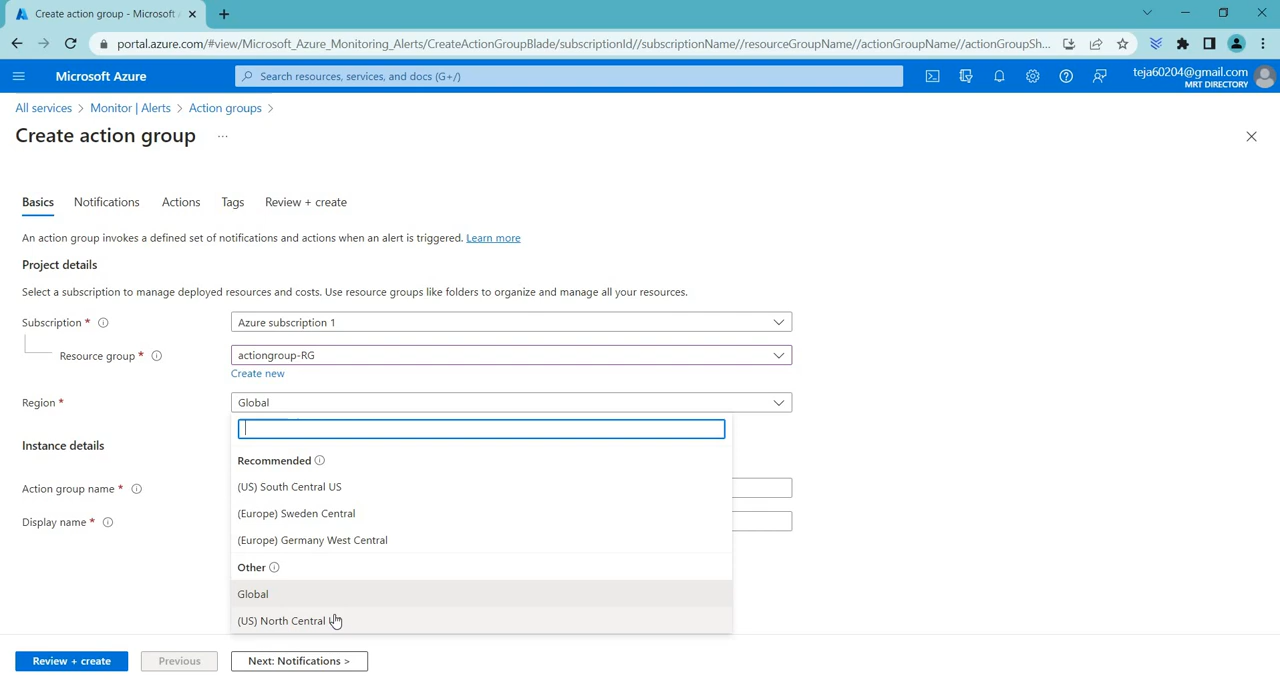 Create action group - Microsoft
portal.azure.com/#view/Microsoft_Azure_Monitoring_Alerts/CreateActionGroupBlade/subscriptionId//subscriptionName//resourceGroupName//actionGroupName//actionGroupSh...
Microsoft Azure
Search resources, services, and docs (G+/)
teja60204@gmail.com
MRT DIRECTORY
All services > Monitor | Alerts > Action groups >
Create action group ...
Basics Notifications Actions Tags Review + create
An action group invokes a defined set of notifications and actions when an alert is triggered. Learn more
Project details
Select a subscription to manage deployed resources and costs. Use resource groups like folders to organize and manage all your resources.
Subscription * Azure subscription 1
Resource group * actiongroup-RG
Create new
Region * Global
Instance details
Recommended
(US) South Central US
Action group name *
(Europe) Sweden Central
Display name *
(Europe) Germany West Central
Other
Global
(US) North Central
Review + create Previous Next: Notifications >